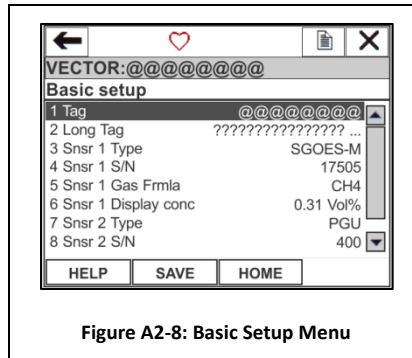 VECTOR:@@@@@@@@
Basic setup
1 Tag @@@@@@@@
2 Long Tag ???????????????? ...
3 Snsr 1 Type SGOES-M
4 Snsr 1 S/N 17505
5 Snsr 1 Gas Frmla CH4
6 Snsr 1 Display conc 0.31 Vol%
7 Snsr 2 Type PGU
8 Snsr 2 S/N 400
HELP SAVE HOME
Figure A2-8: Basic Setup Menu